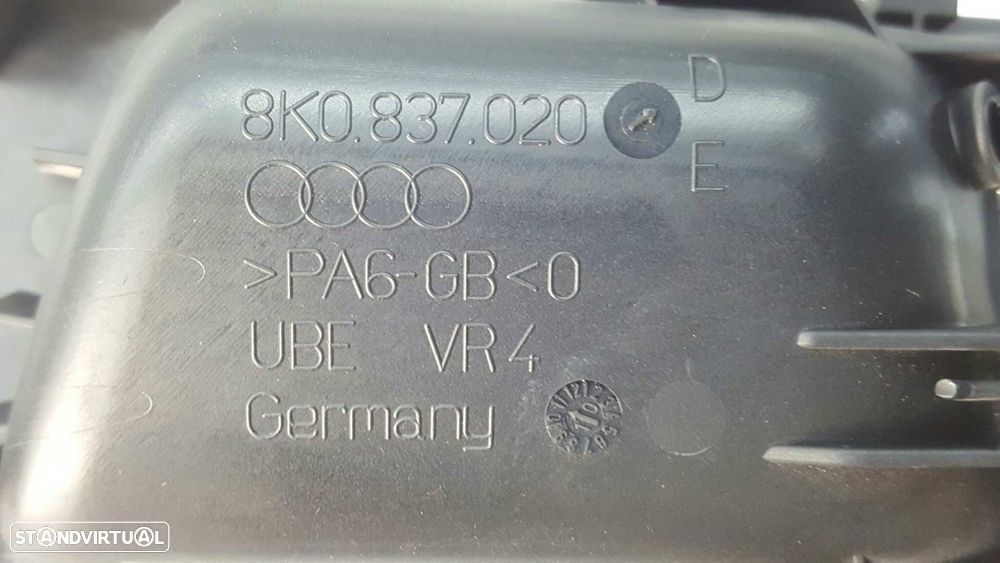 8K0.837.020
D
E
>PA6-GB<0
UBE VR4
Germany
STANDVIRTUAL